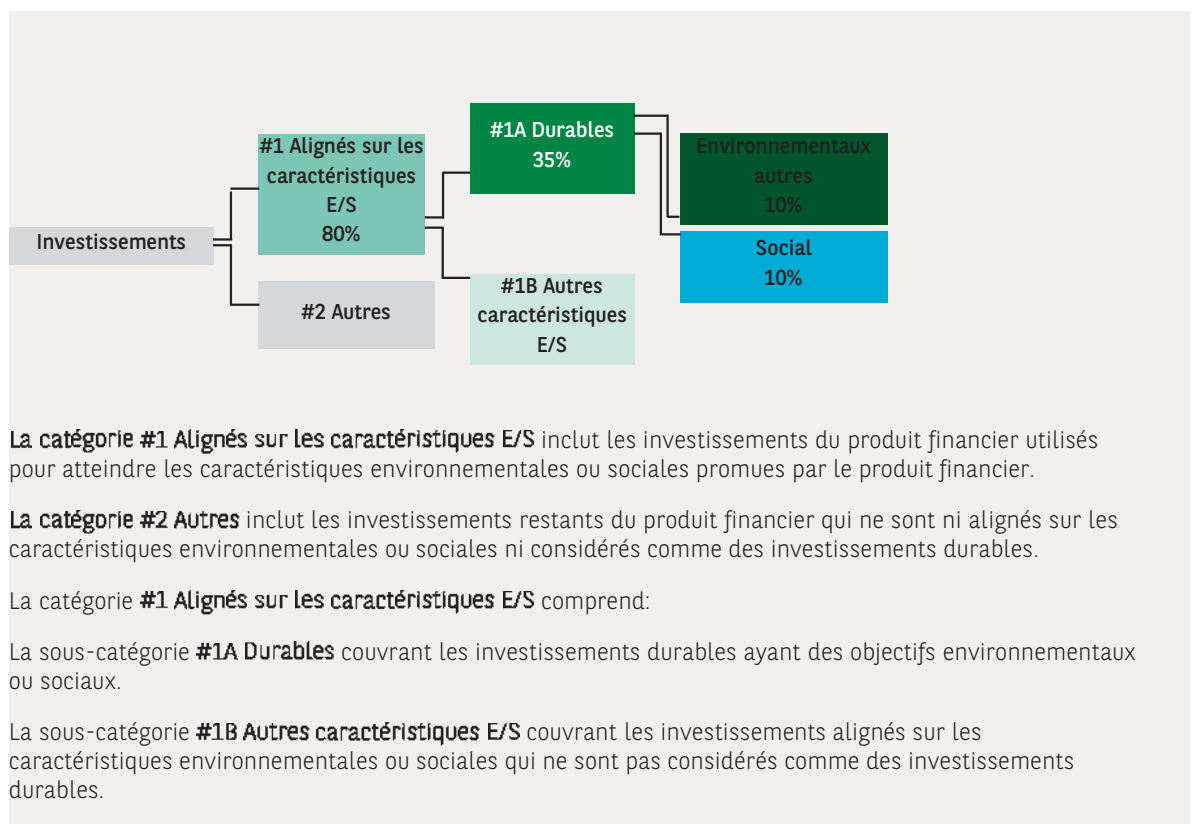 #1A Durables
35%
#1 Alignés sur les
caractéristiques
E/S
80%
Environnementaux
autres
10%
Investissements
Social
10%
#2 Autres
#1B Autres
caractéristiques
E/S
La catégorie #1 Alignés sur les caractéristiques E/S inclut les investissements du produit financier utilisés
pour atteindre les caractéristiques environnementales ou sociales promues par le produit financier.
La catégorie #2 Autres inclut les investissements restants du produit financier qui ne sont ni alignés sur les
caractéristiques environnementales ou sociales ni considérés comme des investissements durables.
La catégorie #1 Alignés sur les caractéristiques E/S comprend:
La sous-catégorie #1A Durables couvrant les investissements durables ayant des objectifs environnementaux
ou sociaux.
La sous-catégorie #1B Autres caractéristiques E/S couvrant les investissements alignés sur les
caractéristiques environnementales ou sociales qui ne sont pas considérés comme des investissements
durables.